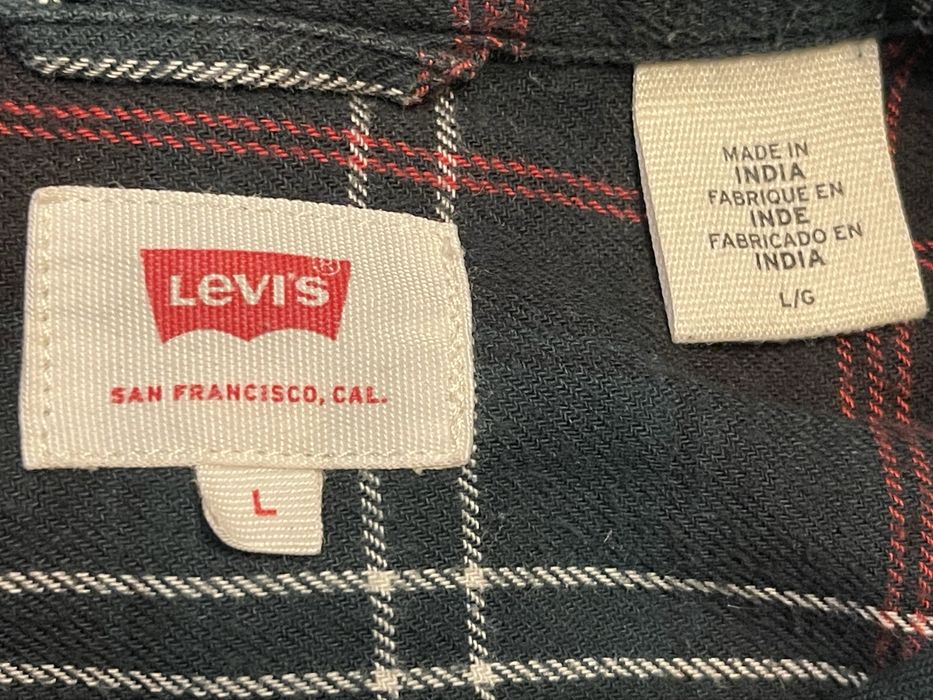 Levi's®
SAN FRANCISCO, CAL.
L
MADE IN
INDIA
FABRIQUE EN
INDE
FABRICADO EN
INDIA
L/G